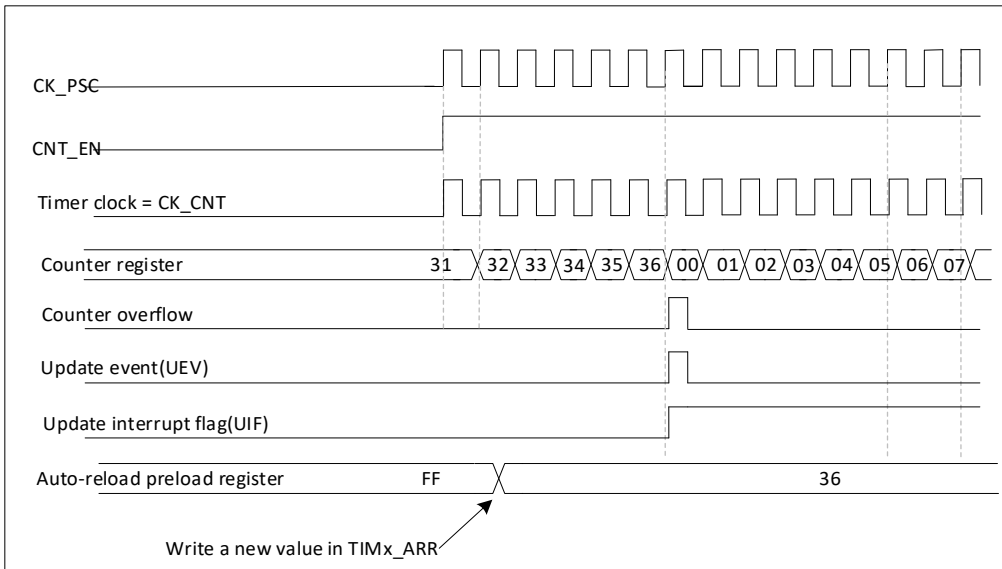 CK_PSC
CNT_EN
Timer clock = CK_CNT
Counter register 31 32 33 34 35 36 00 01 02 03 04 05 06 07
Counter overflow
Update event(UEV)
Update interrupt flag(UIF)
Auto-reload preload register FF 36
Write a new value in TIMx_ARR